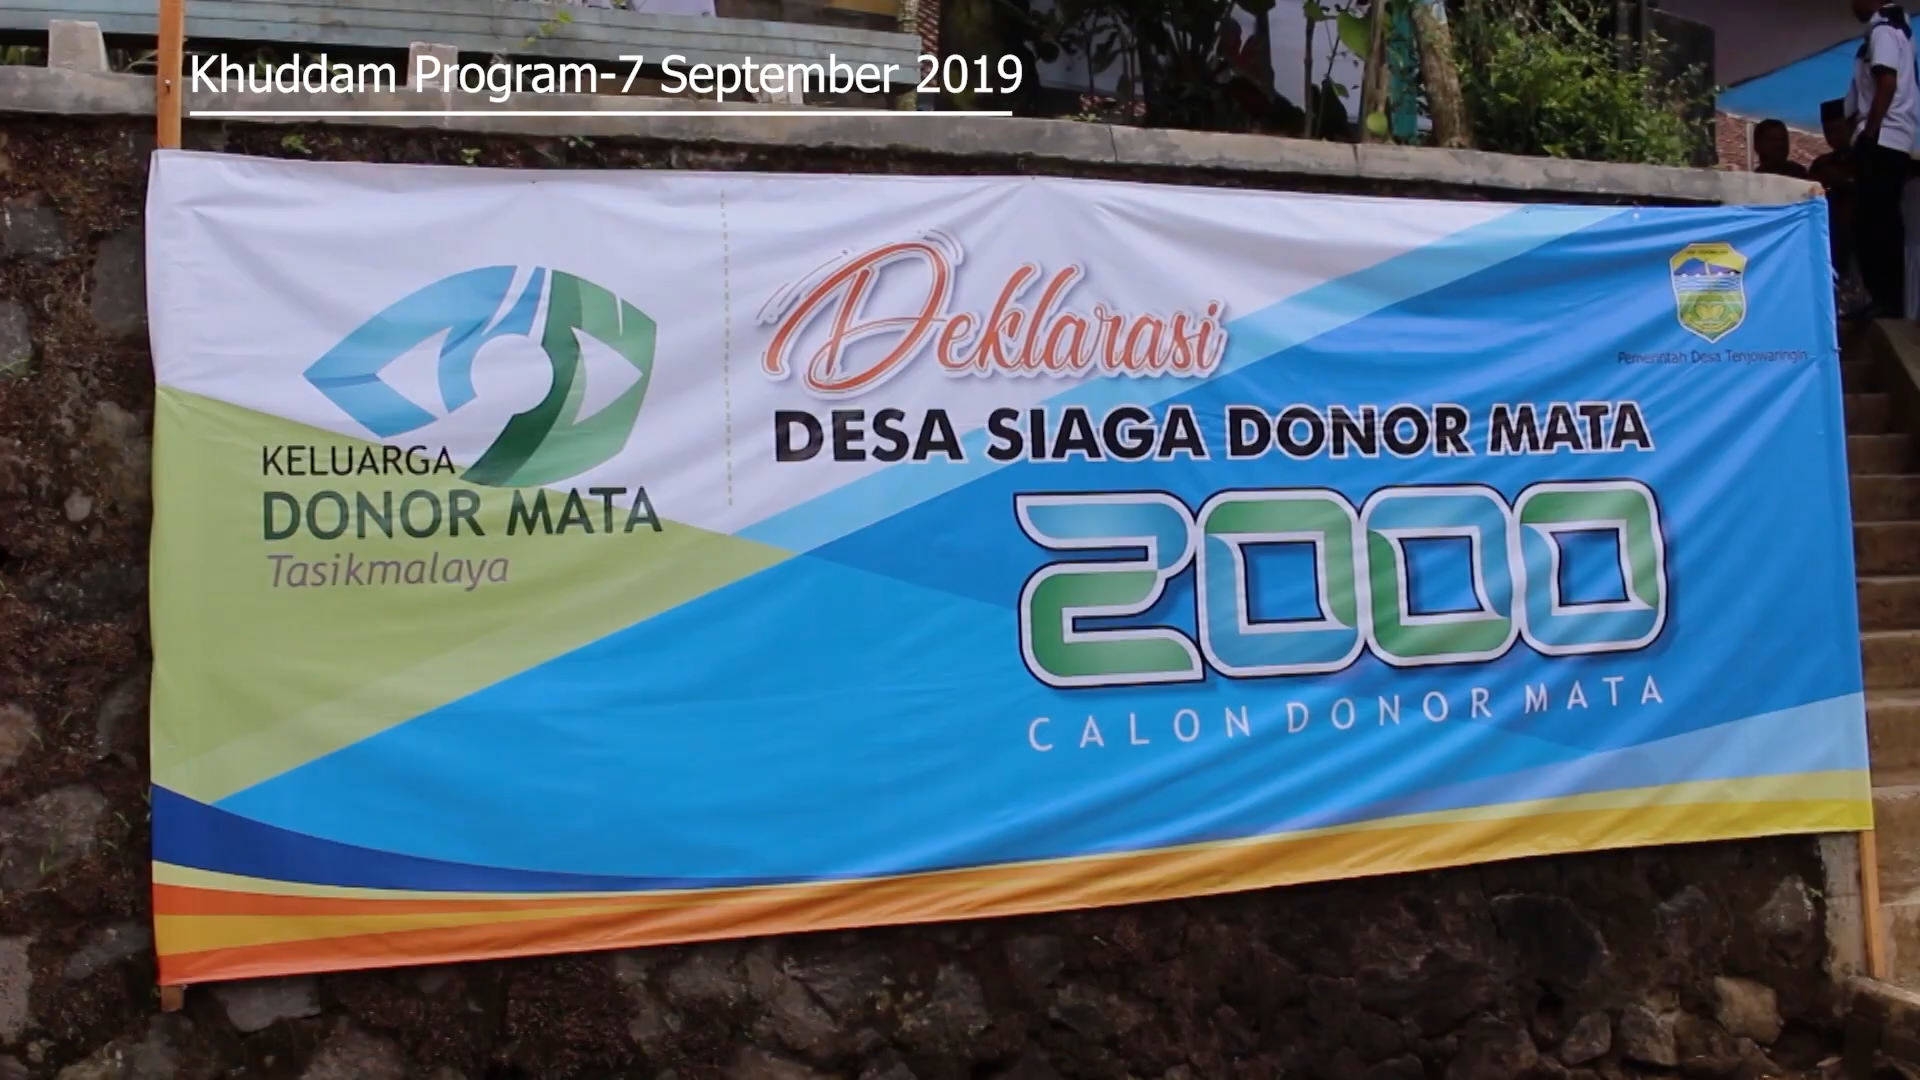 Khuddam Program-7 September 2019
KELUARGA
DONOR MATA
Tasikmalaya
Deklarasi
DESA SIAGA DONOR MATA
2000
CALON DONOR MATA
Pemerintah Desa Tenjowaringin